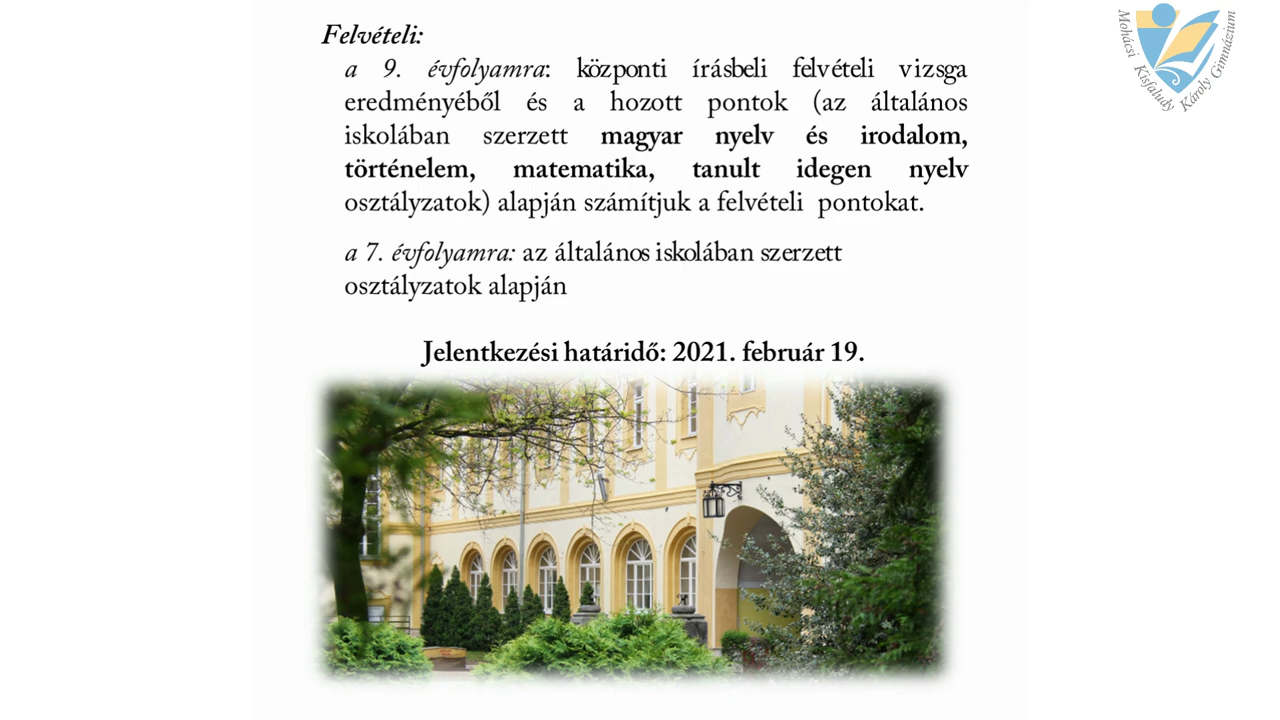 Felvételi:
a 9. évfolyamra: központi írásbeli felvételi vizsga
eredményéből és a hozott pontok (az általános
iskolában szerzett magyar nyelv és irodalom,
történelem, matematika, tanult idegen nyelv
osztályzatok) alapján számítjuk a felvételi pontokat.
a 7. évfolyamra: az általános iskolában szerzett
osztályzatok alapján
Jelentkezési határidő: 2021. február 19.
Mohácsi Kisfaludy Károly Gimnázium